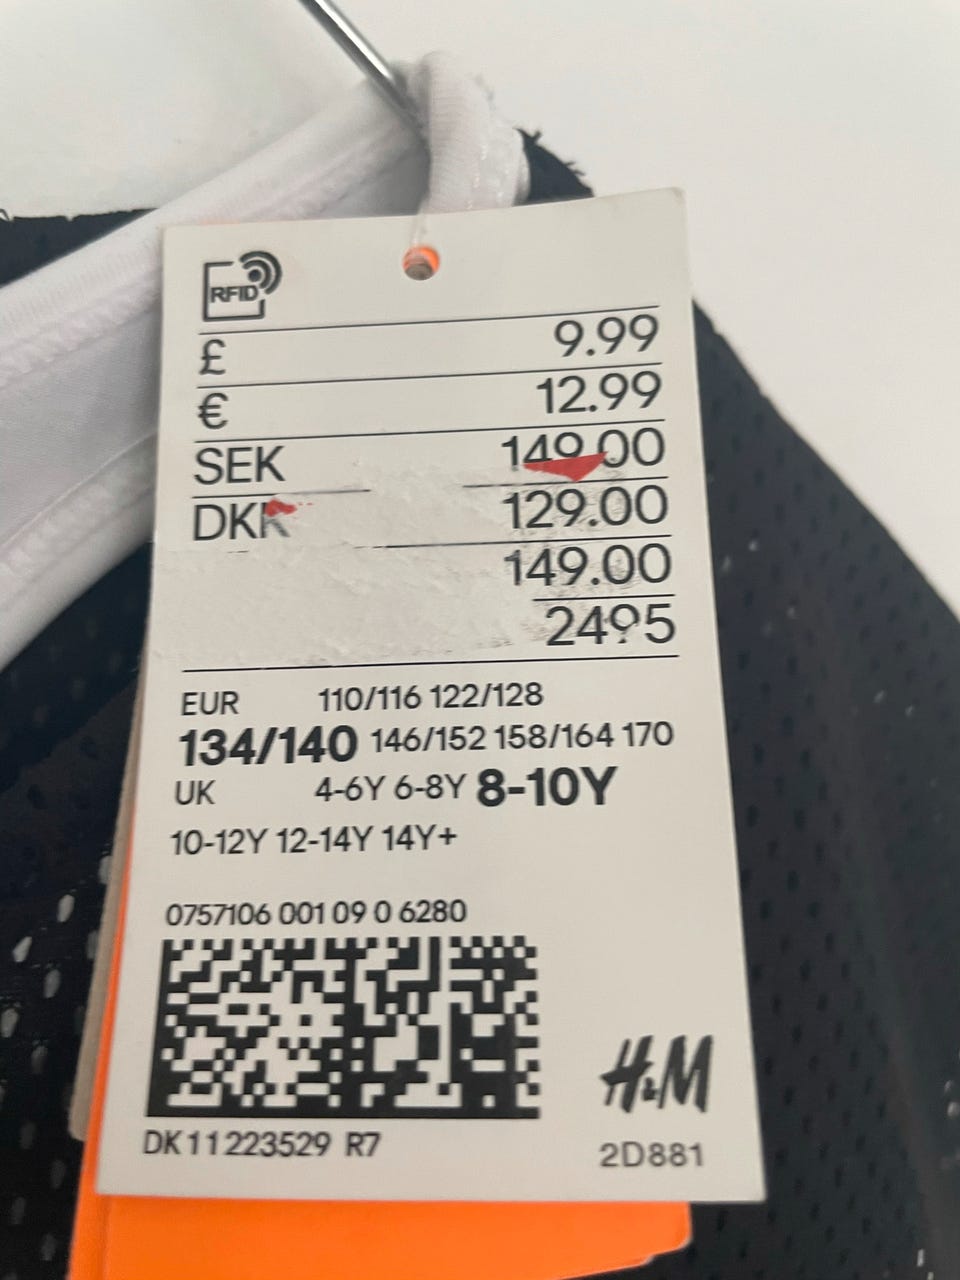 RFID
£ 9.99
€ 12.99
SEK 149.00
DKK 129.00
149.00
2495
EUR 110/116 122/128
134/140 146/152 158/164 170
UK 4-6Y 6-8Y 8-10Y
10-12Y 12-14Y 14Y+
0757106 001 09 0 6280
H&M
DK11223529 R7
2D881